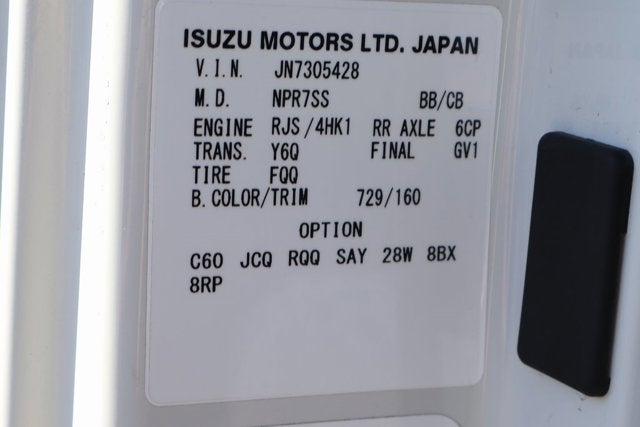 ISUZU MOTORS LTD. JAPAN
V.I.N. JN7305428
M.D. NPR7SS BB/CB
ENGINE RJS/4HK1 RR AXLE 6CP
TRANS. Y6Q FINAL GV1
TIRE FQQ
B.COLOR/TRIM 729/160
OPTION
C60 JCQ RQQ SAY 28W 8BX
8RP